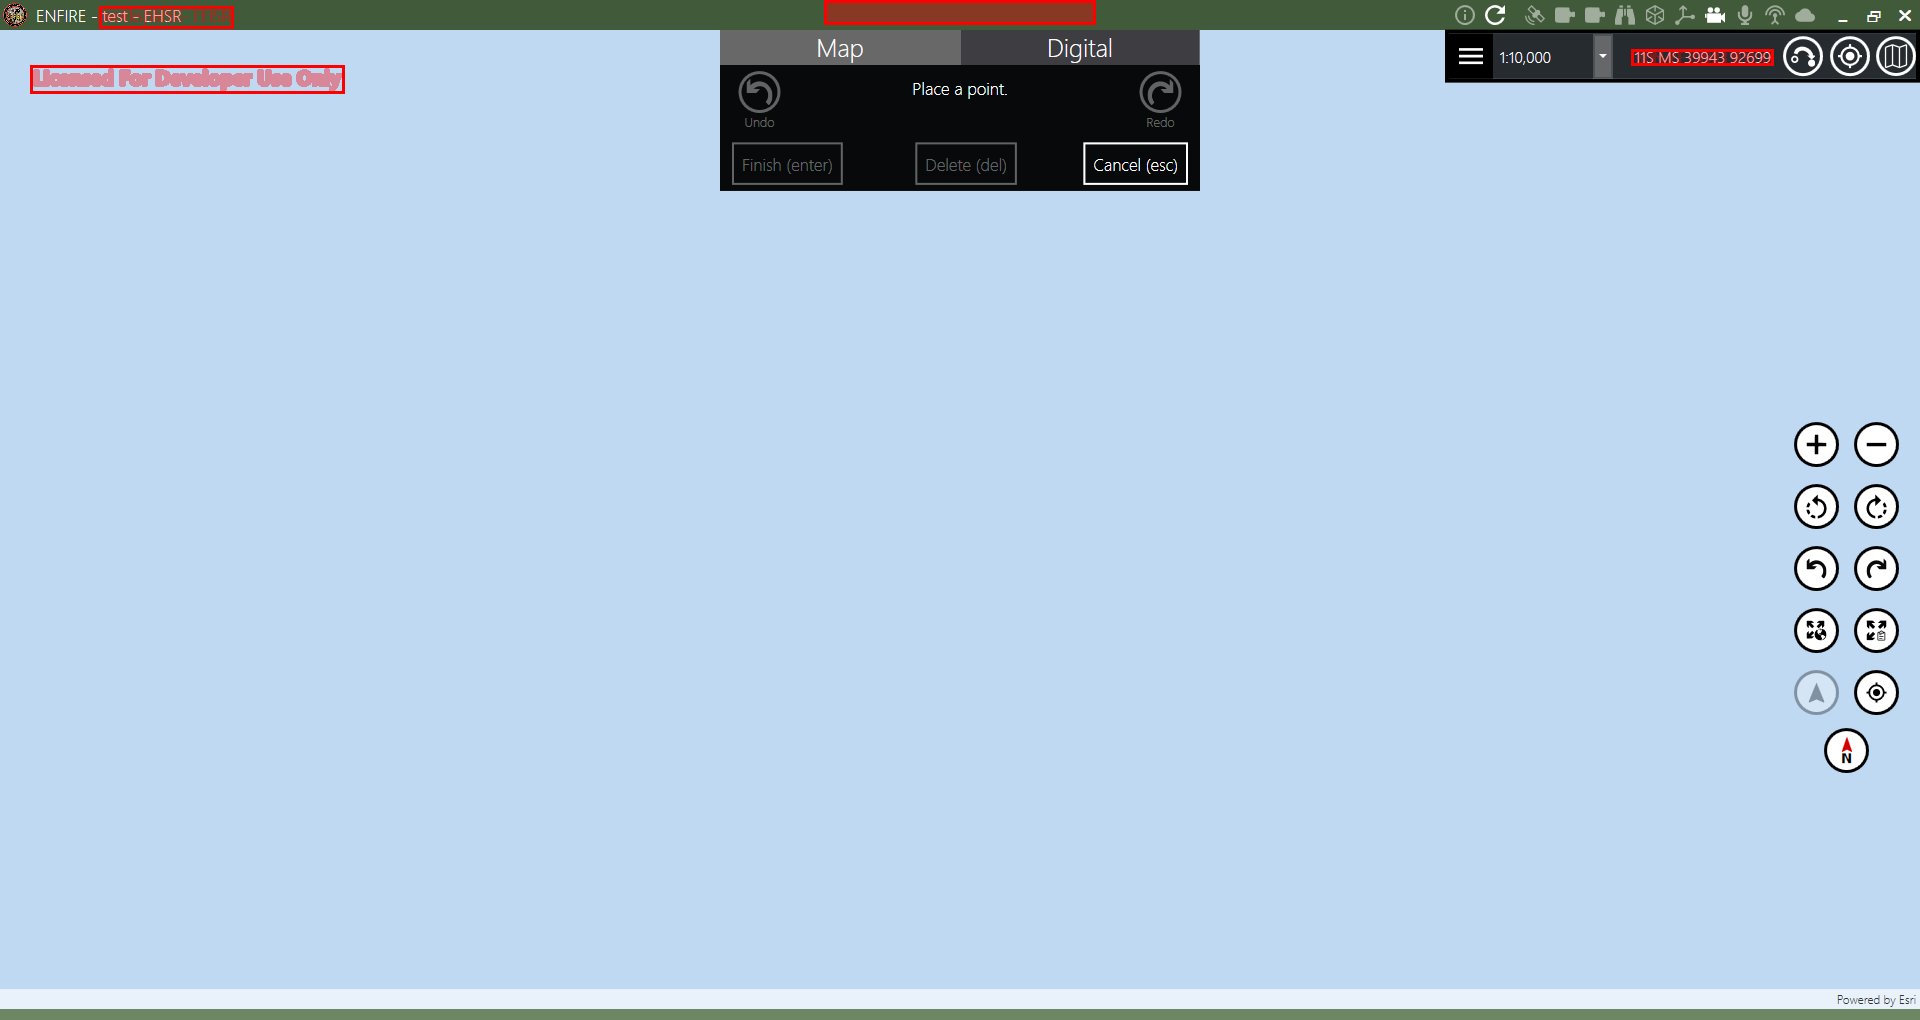 ENFIRE - test - EHSR
Map
Digital
1:10,000
11S MS 39943 92699
Licensed For Developer Use Only
Place a point.
Undo
Redo
Finish (enter)
Delete (del)
Cancel (esc)
N
Powered by Esri